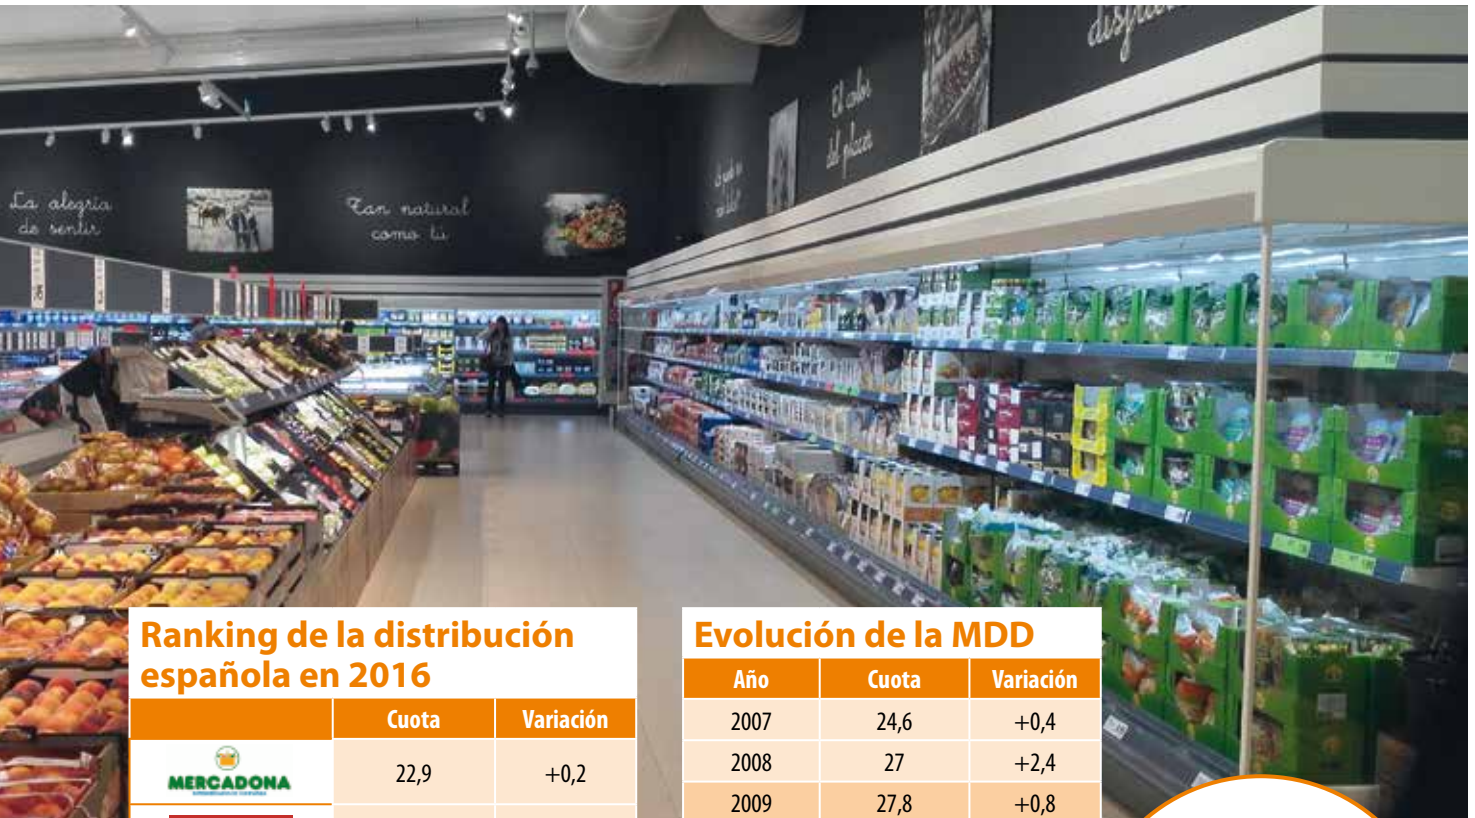 El color
del placer
La alegría
de sentir
Tan natural
como tú
Ranking de la distribución
española en 2016
Cuota Variación
MERCADONA
22,9 +0,2
Evolución de la MDD
Año Cuota Variación
2007 24,6 +0,4
2008 27 +2,4
2009 27,8 +0,8